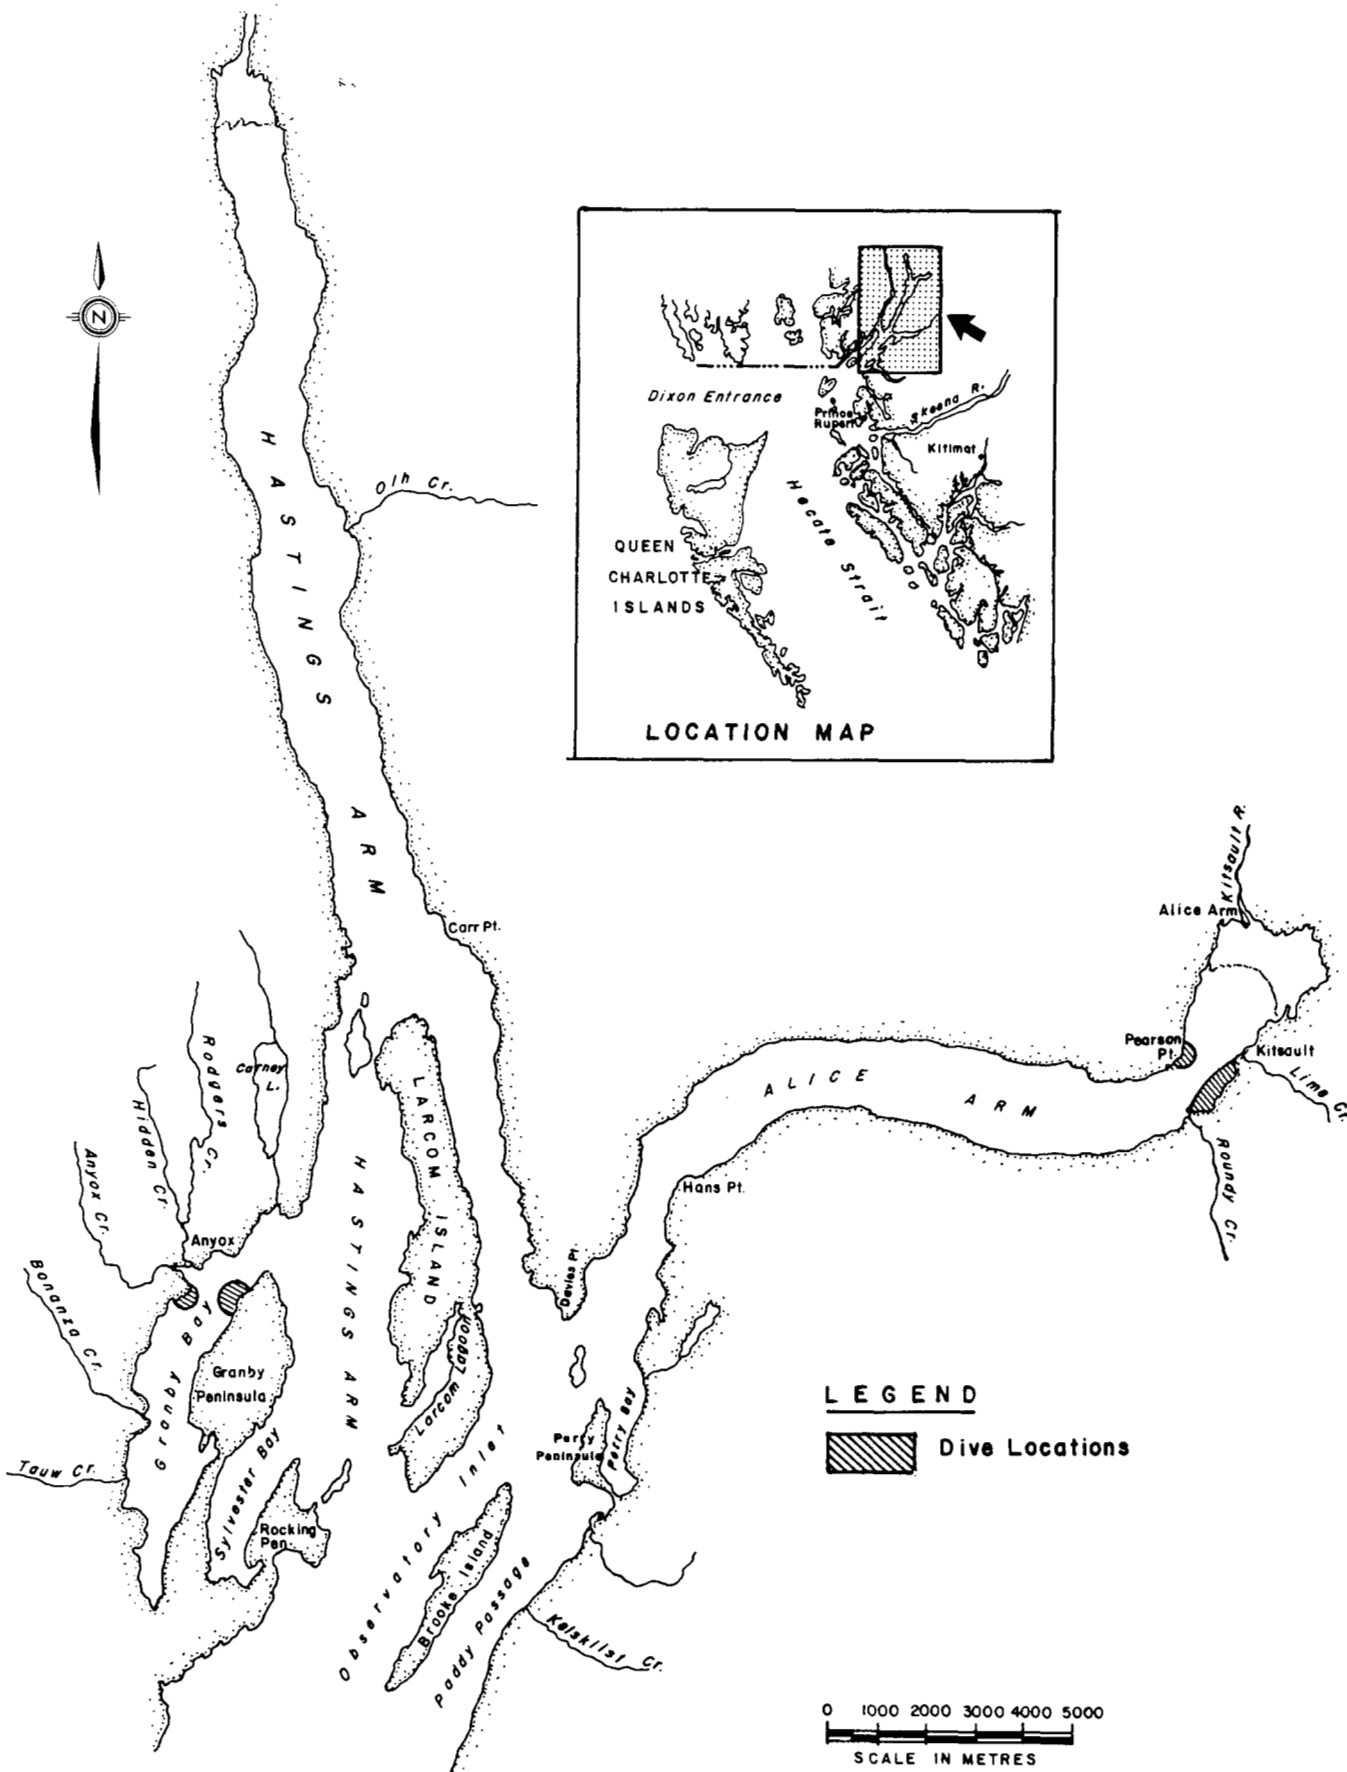 N
HASTINGS ARM
Olh Cr.
Dixon Entrance
Prince
Rupert
Skeena R.
Kitimat
Hecate Strait
QUEEN
CHARLOTTE
ISLANDS
LOCATION MAP
Carr Pt.
Kitsault R.
Alice Arm
Pearson
Pt.
Kitsault
Lime Cr.
Roundy Cr.
ALICE ARM
Hans Pt.
Davies Pt.
Rodgers Cr.
Carney
L.
Hidden Cr.
Anyox Cr.
Bonanza Cr.
Tauw Cr.
Anyox
Granby Bay
Granby
Peninsula
Sylvester Bay
Rocking
Pen.
HASTINGS ARM
LARCOM ISLAND
Larcom Lagoon
Observatory Inlet
Brooke Island
Paddy Passage
Perry
Peninsula
Perry Bay
Kelskiist Cr.
LEGEND
Dive Locations
0 1000 2000 3000 4000 5000
SCALE IN METRES